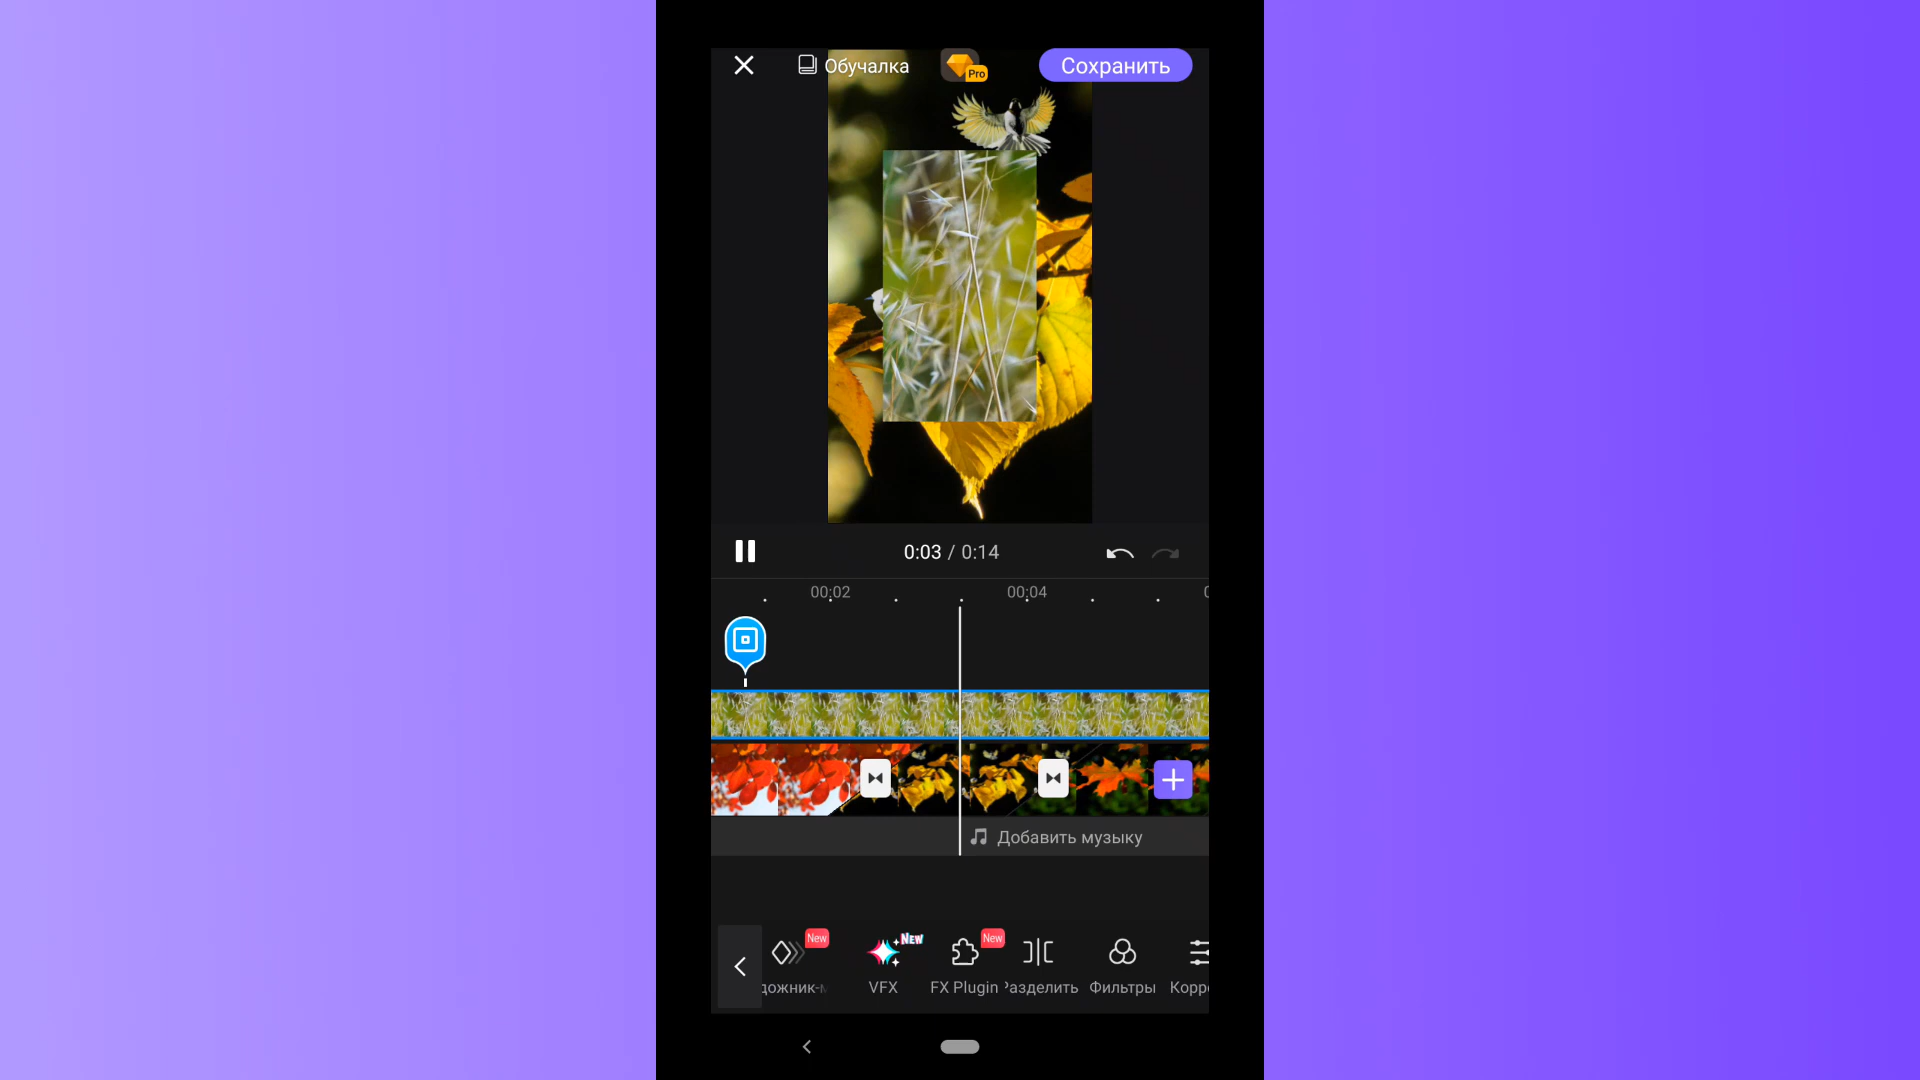 Обучалка
Pro
Сохранить
0:03 / 0:14
00:02
00:04
Добавить музыку
New
NEW
New
VFX
FX Plugin
Разделить
Фильтры